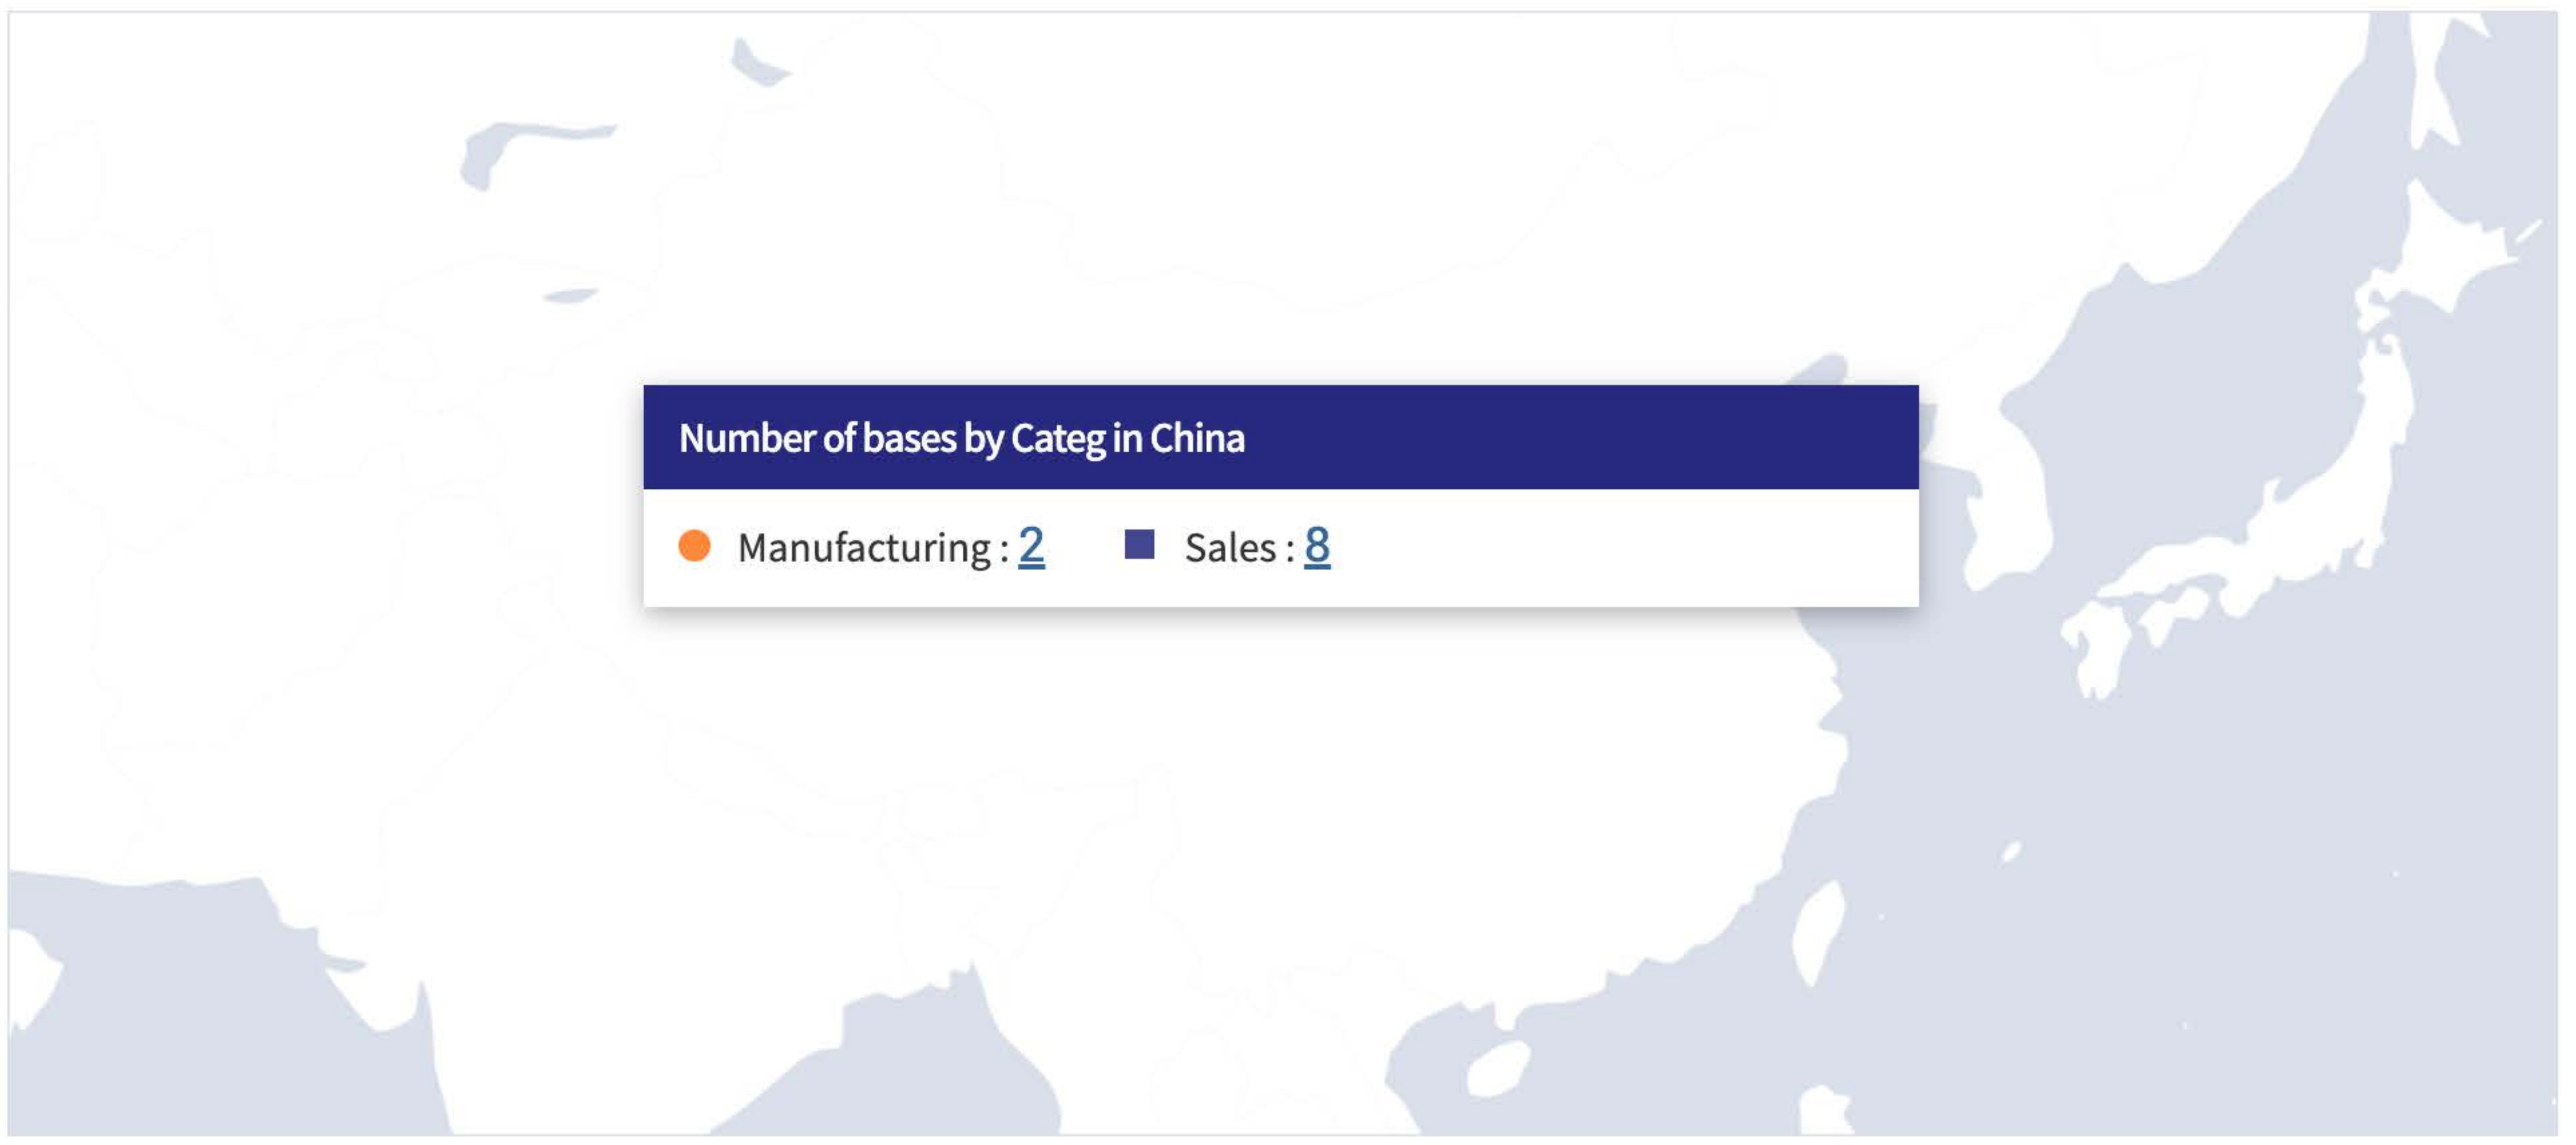 Number of bases by Categ in China
Manufacturing : 2 Sales : 8